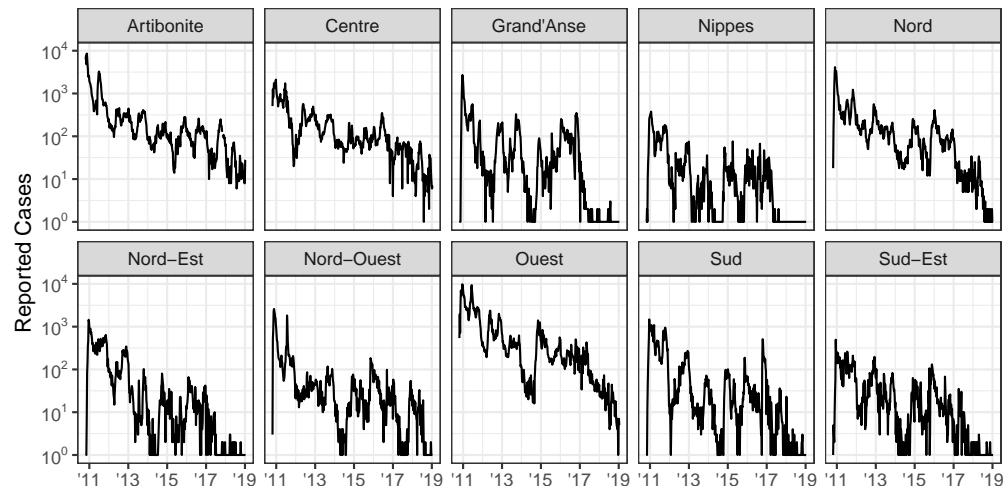 Artibonite Centre Grand'Anse Nippes Nord
10⁴
10³
10²
10¹
10⁰
Nord−Est Nord−Ouest Ouest Sud Sud−Est
10⁴
10³
10²
10¹
10⁰
'11 '13 '15 '17 '19 '11 '13 '15 '17 '19 '11 '13 '15 '17 '19 '11 '13 '15 '17 '19 '11 '13 '15 '17 '19
Reported Cases